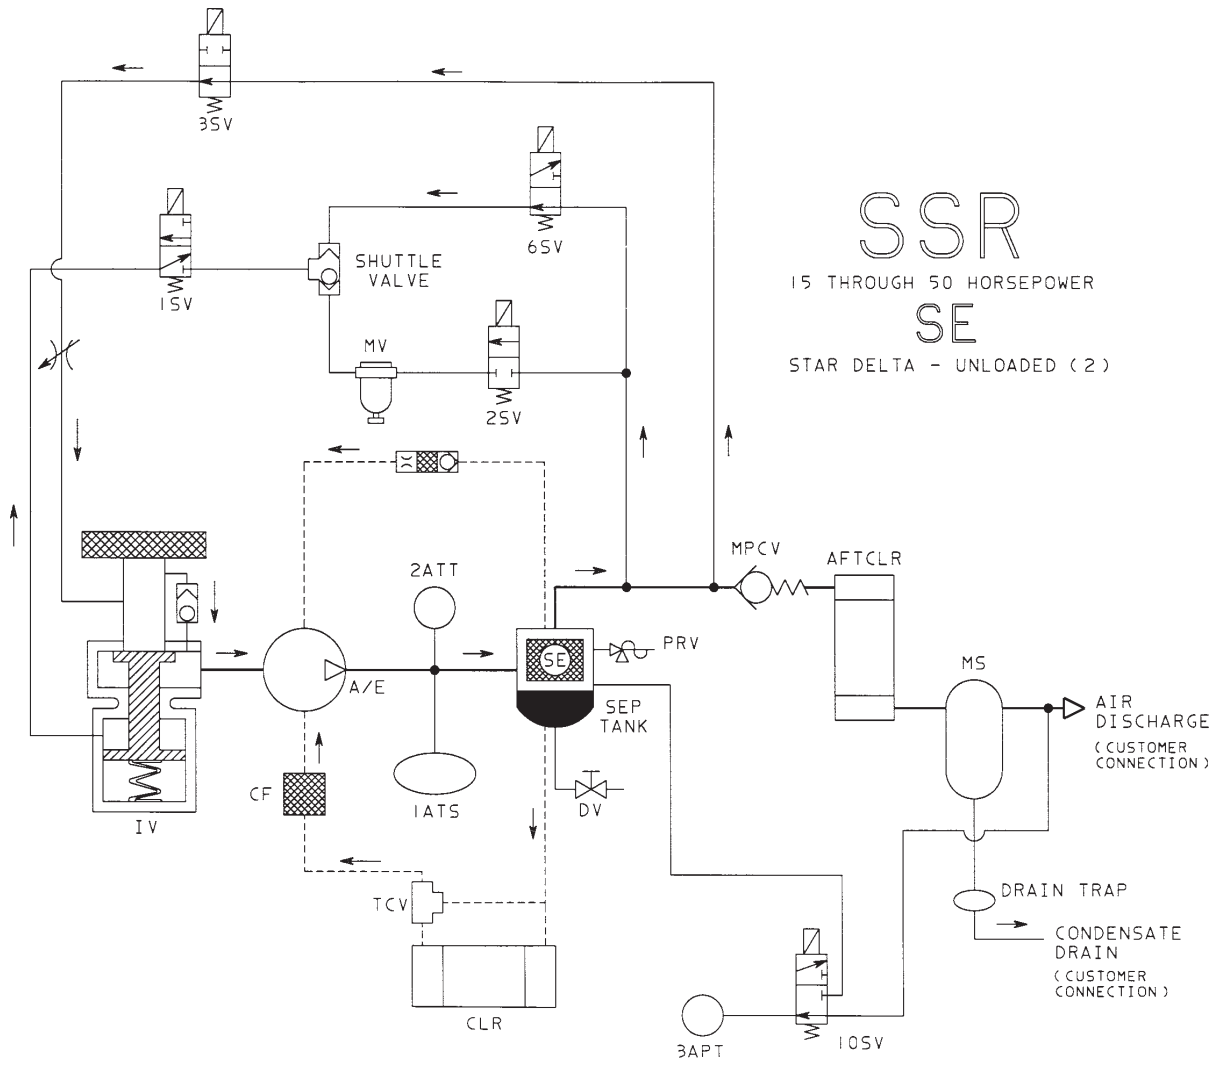 3SV
6SV
SSR
15 THROUGH 50 HORSEPOWER
SE
STAR DELTA - UNLOADED (2)
SHUTTLE
VALVE
1SV
MV
2SV
MPCV
AFTCLR
2ATT
PRV
SE
MS
A/E
SEP
TANK
AIR
DISCHARGE
(CUSTOMER
CONNECTION)
CF
1ATS
DV
IV
DRAIN TRAP
TCV
CONDENSATE
DRAIN
(CUSTOMER
CONNECTION)
CLR
10SV
3APT